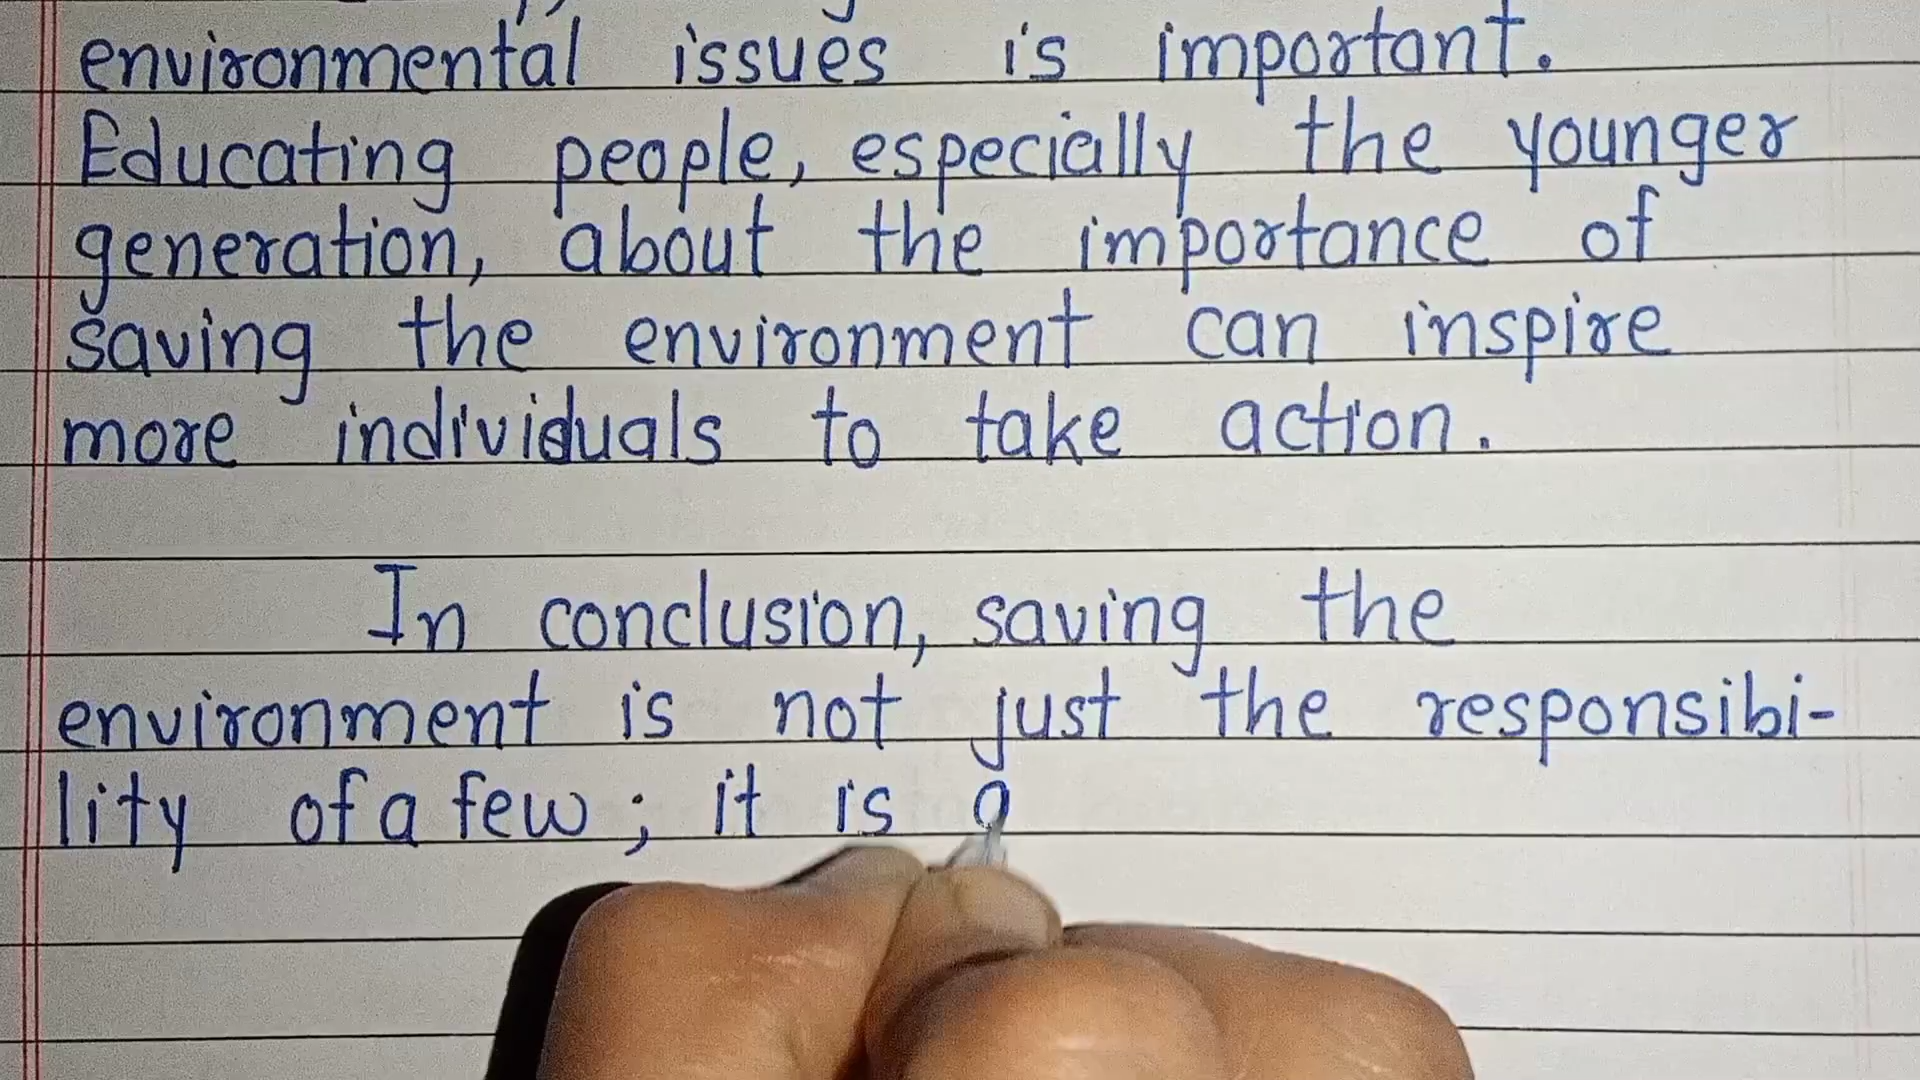 environmental issues is important.
Educating people, especially the younger
generation, about the importance of
saving the environment can inspire
more individuals to take action.
In conclusion, saving the
environment is not just the responsibi-
lity of a few; it is a